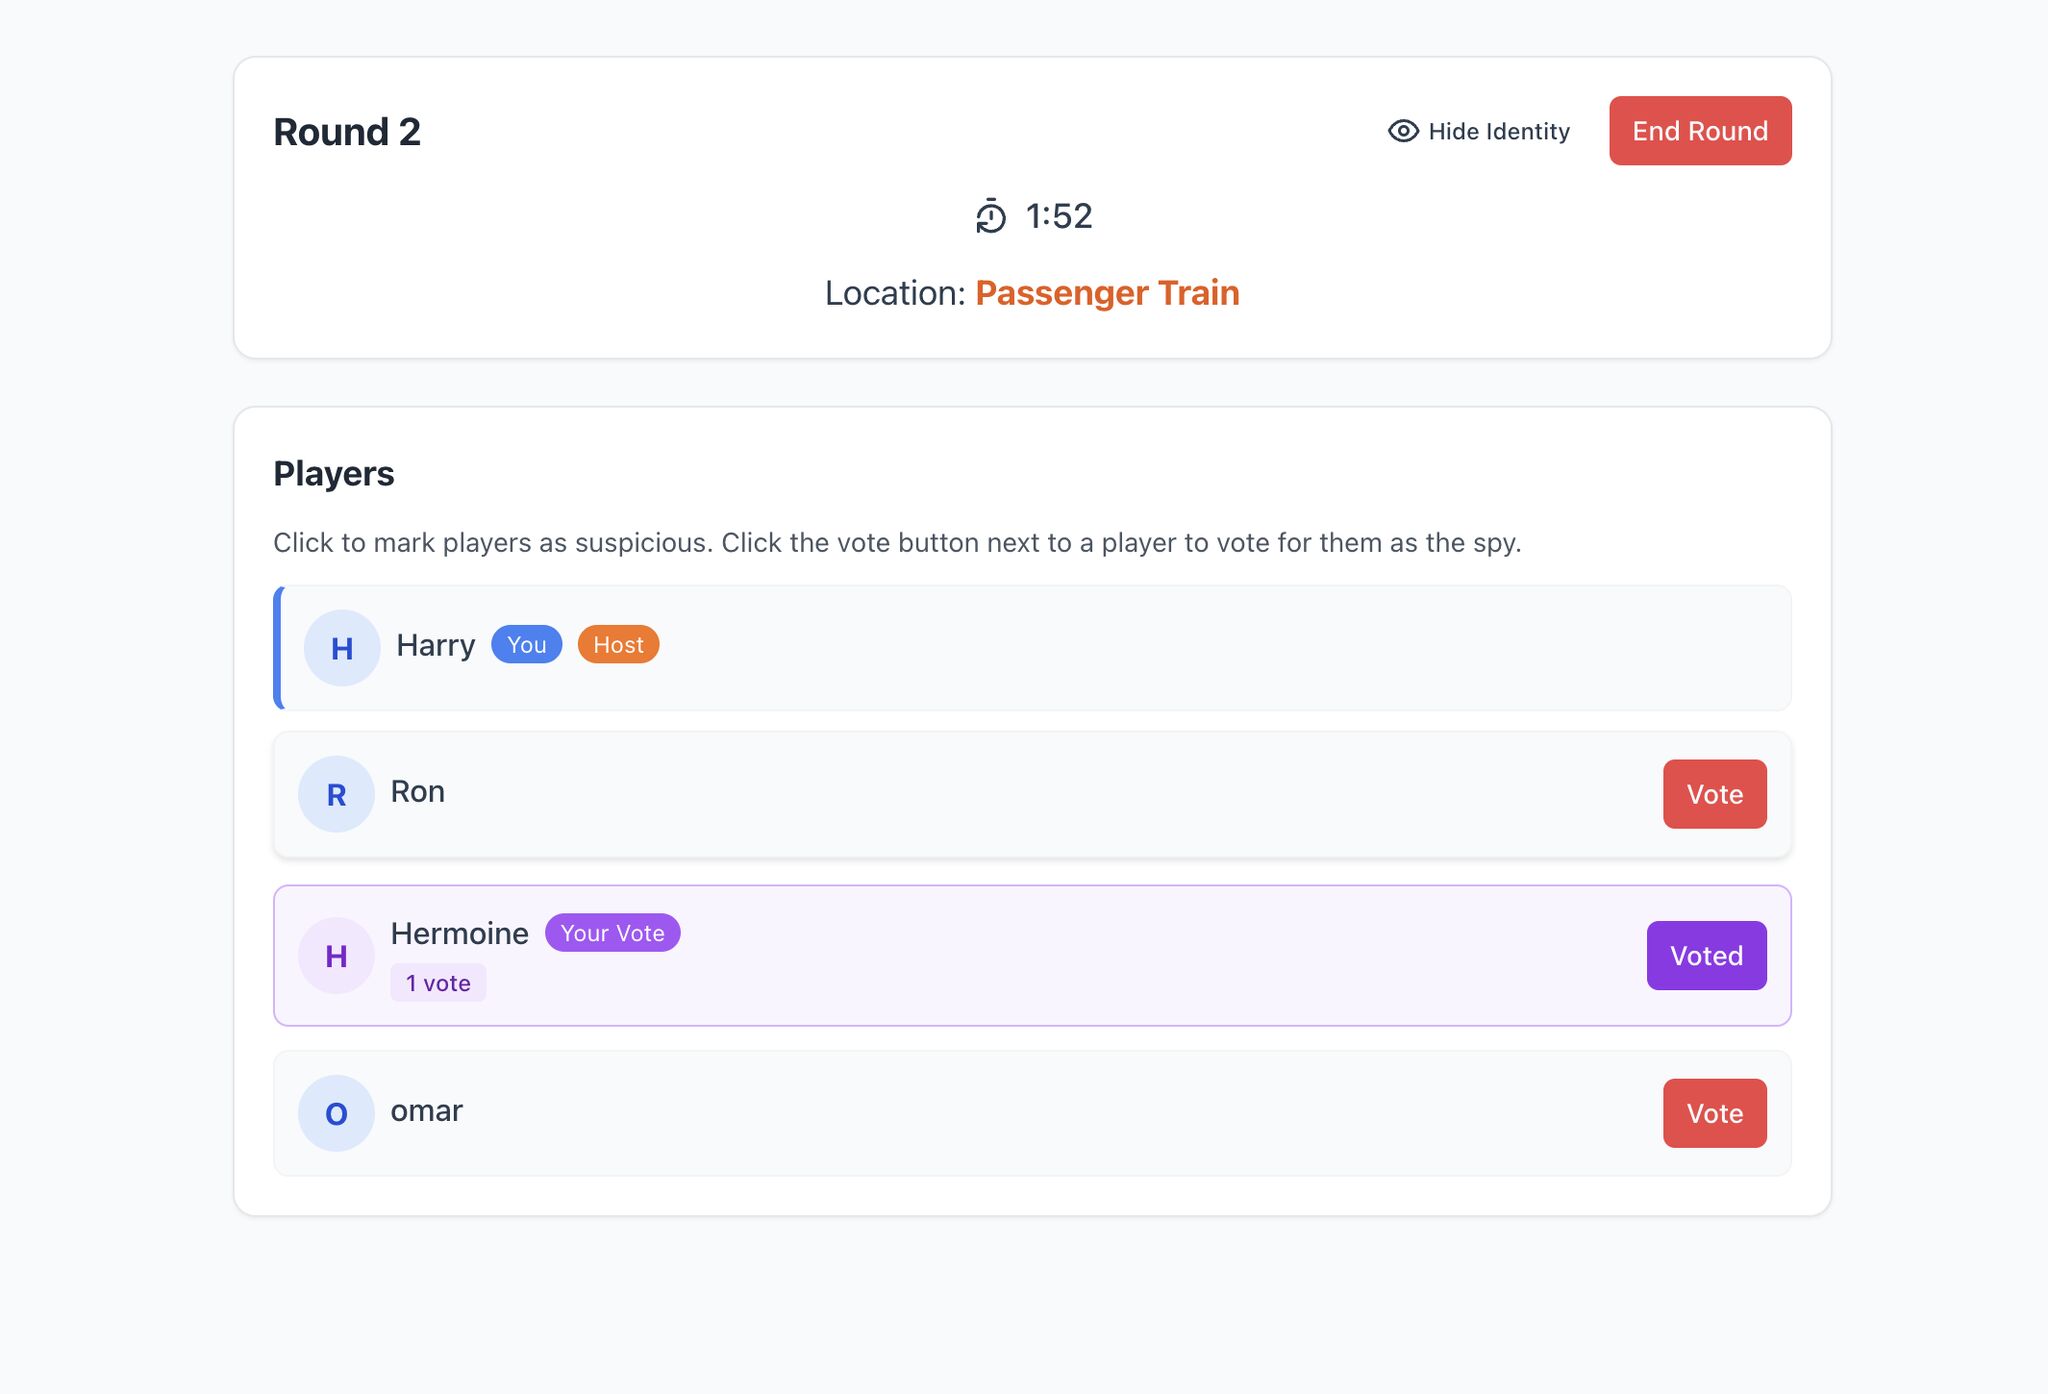 Round 2
Hide Identity
End Round
1:52
Location: Passenger Train
Players
Click to mark players as suspicious. Click the vote button next to a player to vote for them as the spy.
H
Harry
You
Host
R
Ron
Vote
H
Hermoine
Your Vote
1 vote
Voted
O
omar
Vote